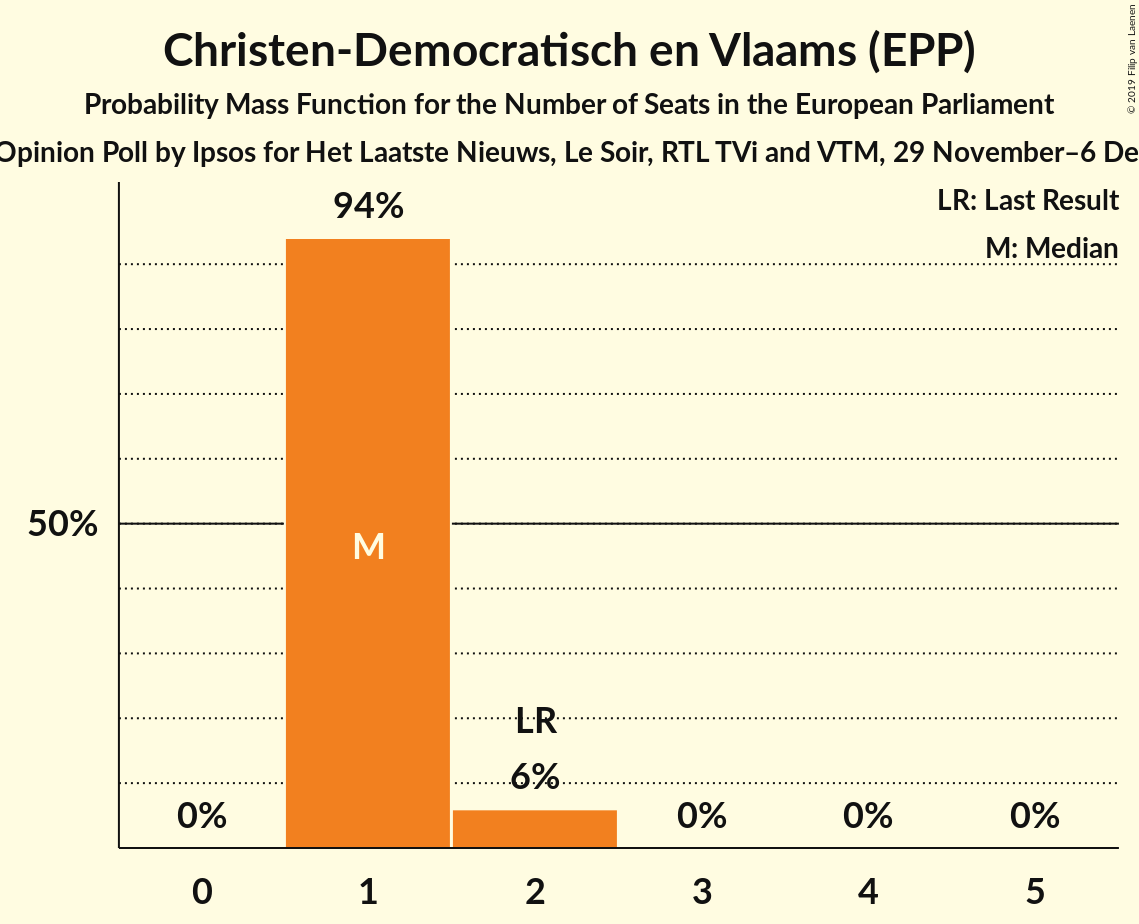 Christen-Democratisch en Vlaams (EPP)
Probability Mass Function for the Number of Seats in the European Parliament
Opinion Poll by Ipsos for Het Laatste Nieuws, Le Soir, RTL TVi and VTM, 29 November–6 De
© 2019 Filip van Laenen
LR: Last Result
M: Median
94%
50%
M
LR
6%
0%
0%
0%
0%
0 1 2 3 4 5